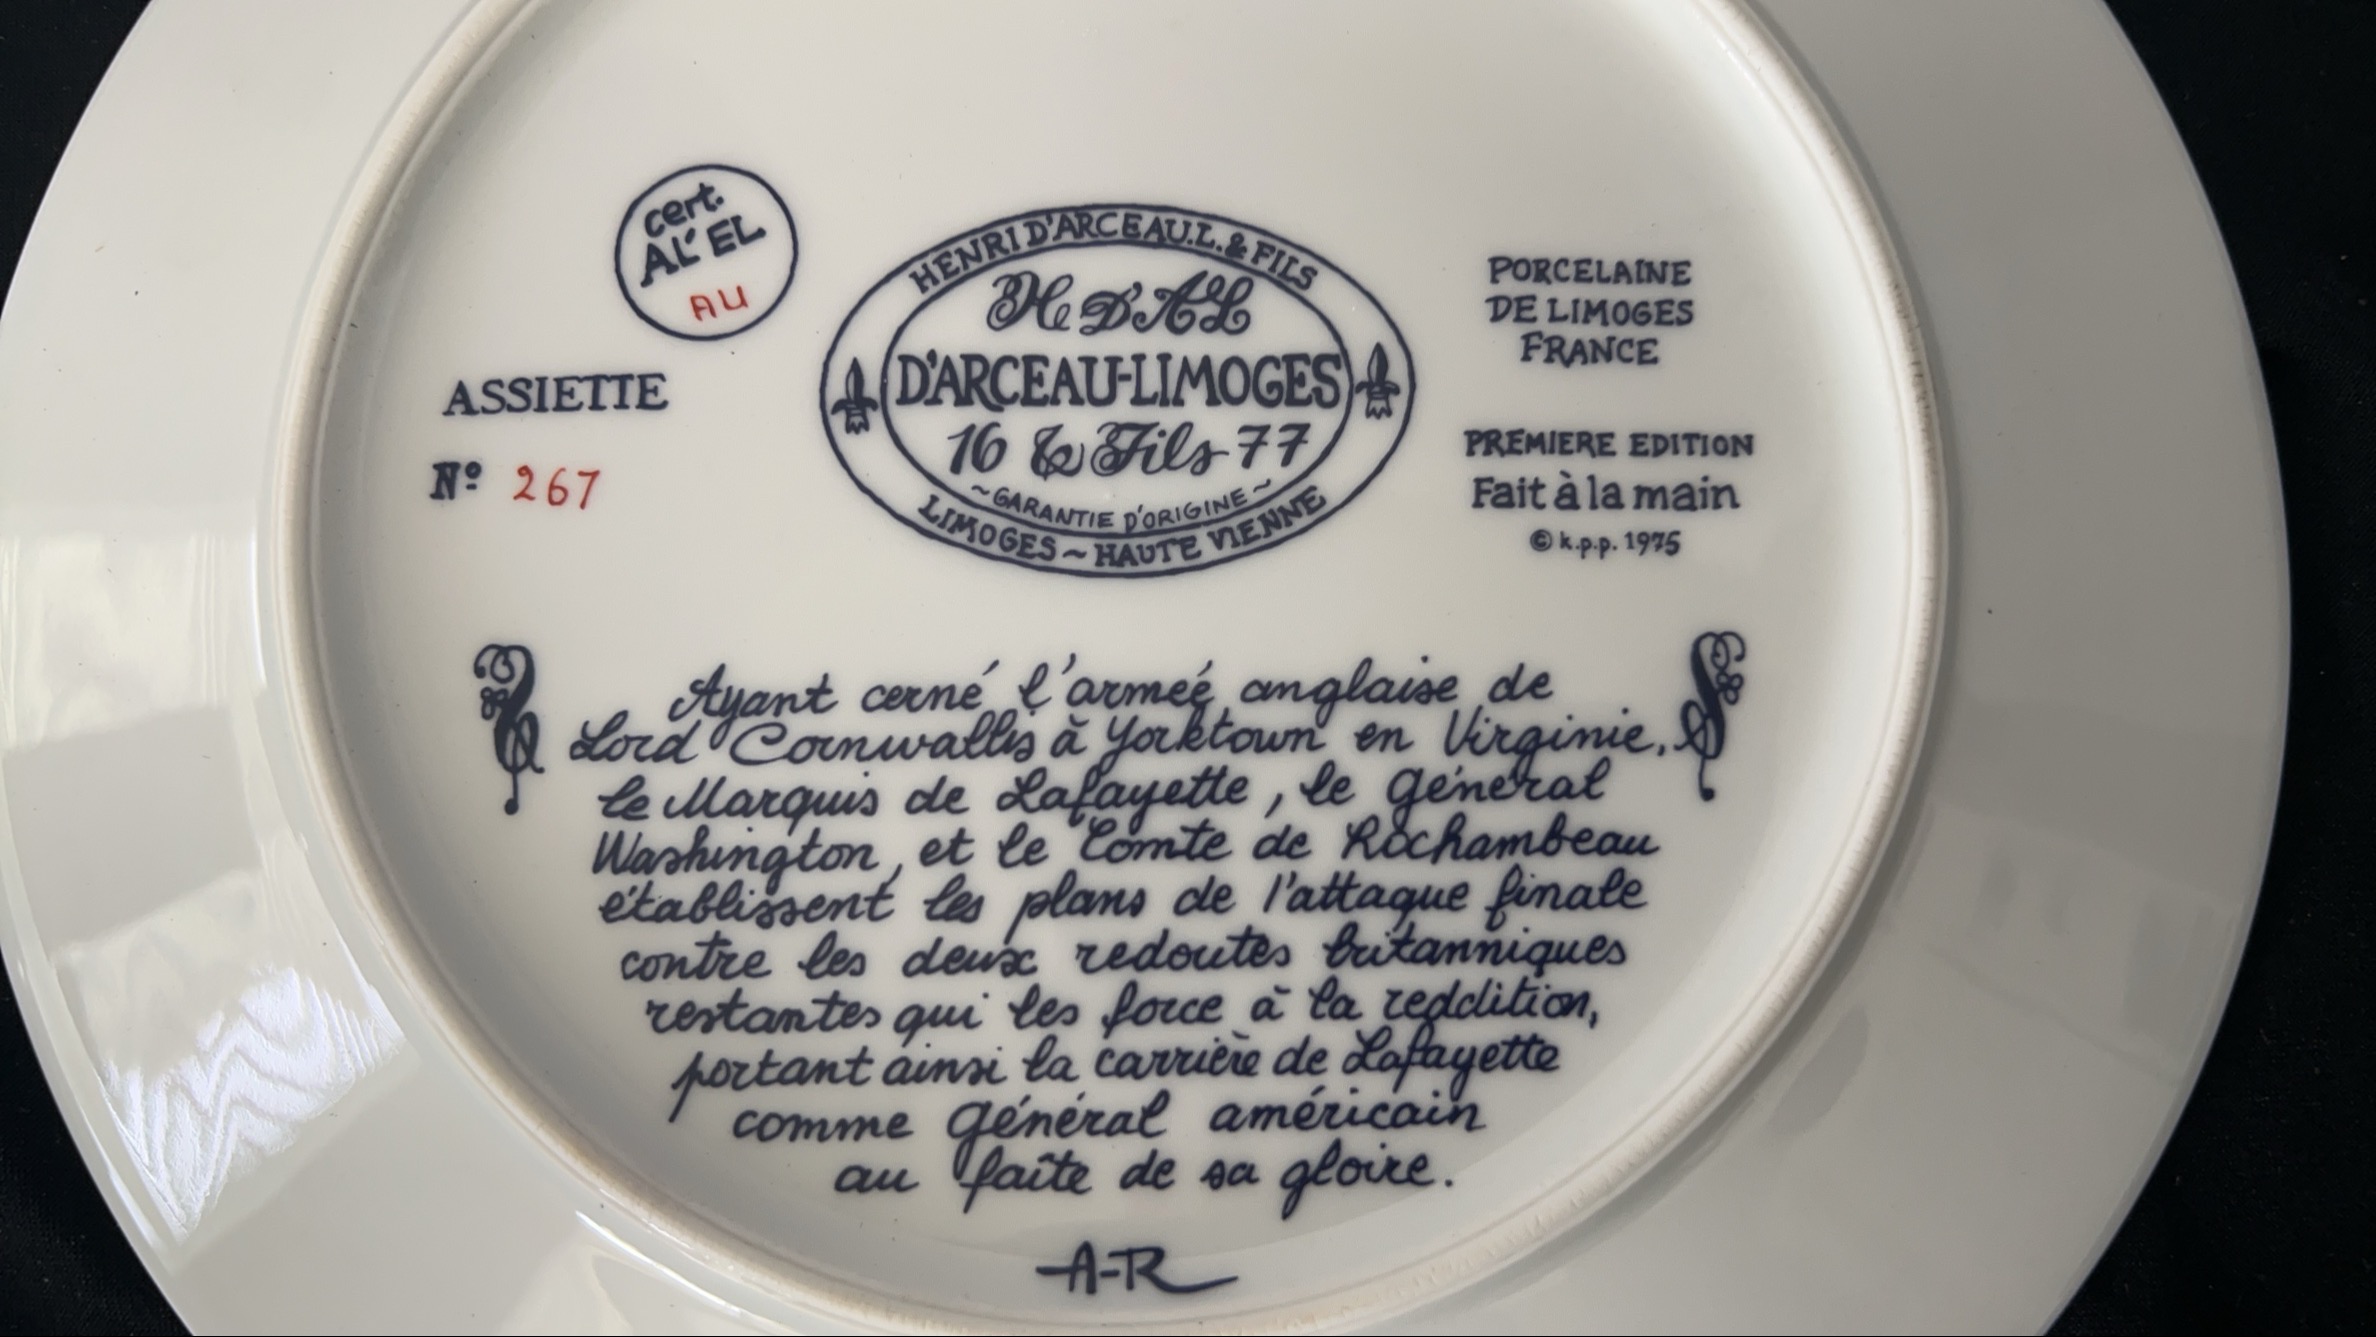 cert.
AL'EL
AU
ASSIETTE
Nº 267
HENRI D'ARCEAU.L. & FILS
H D'AL
D'ARCEAU-LIMOGES
16 & Fils 77
~GARANTIE D'ORIGINE~
LIMOGES ~ HAUTE VIENNE
PORCELAINE
DE LIMOGES
FRANCE
PREMIERE EDITION
Fait à la main
© k.p.p. 1975
Ayant cerné l'armeé anglaise de
Lord Cornwallis à Yorktown en Virginie,
le Marquis de Lafayette, le Général
Washington, et le Comte de Rochambeau
établissent les plans de l'attaque finale
contre les deux redoutes britanniques
restantes qui les force à la reddition,
portant ainsi la carrière de Lafayette
comme Général américain
au faîte de sa gloire.
A-R